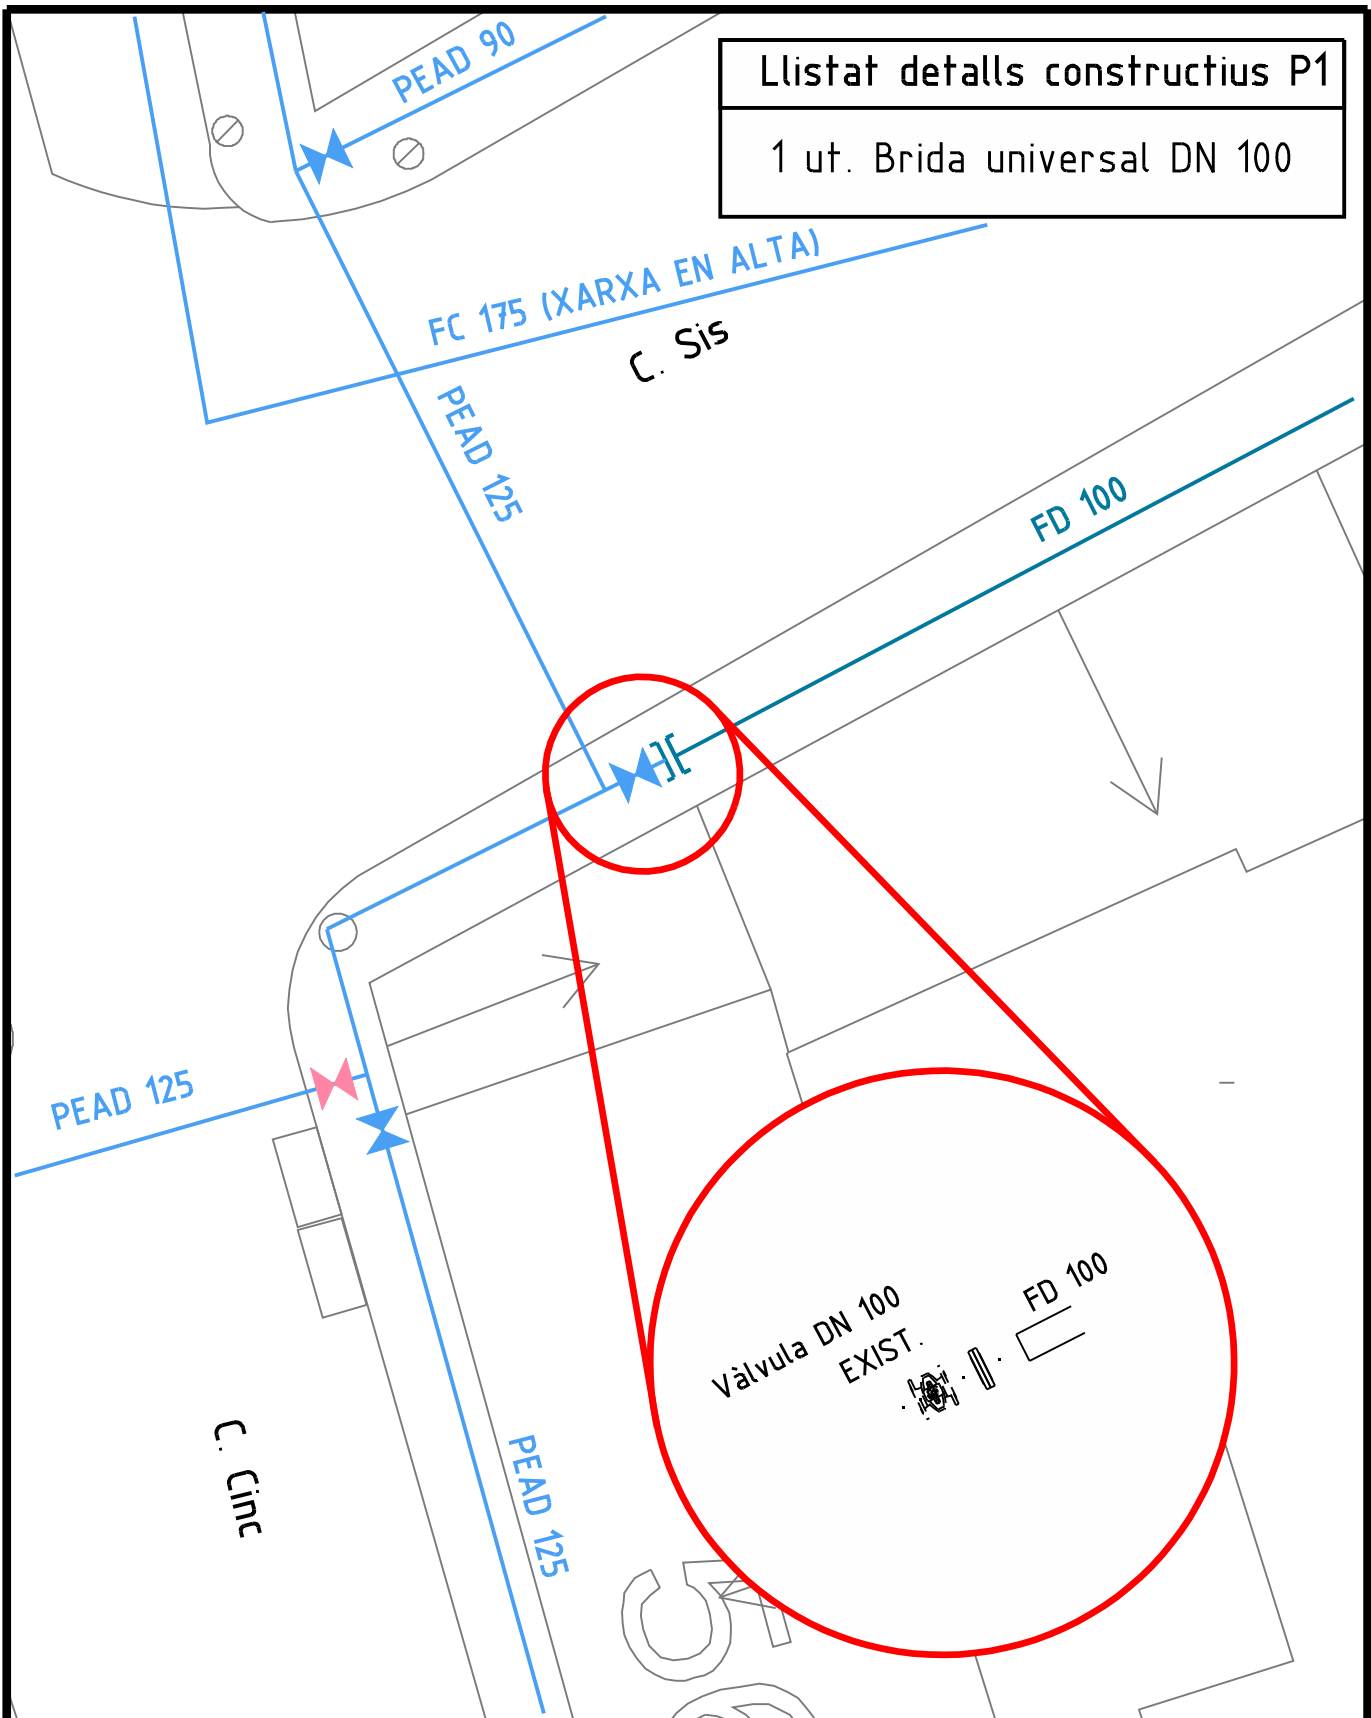 PEAD 90
Llistat detalls constructius P1
1 ut. Brida universal DN 100
FC 175 (XARXA EN ALTA)
C. Sis
PEAD 125
FD 100
PEAD 125
Vàlvula DN 100
EXIST.
FD 100
C. Cinc
PEAD 125